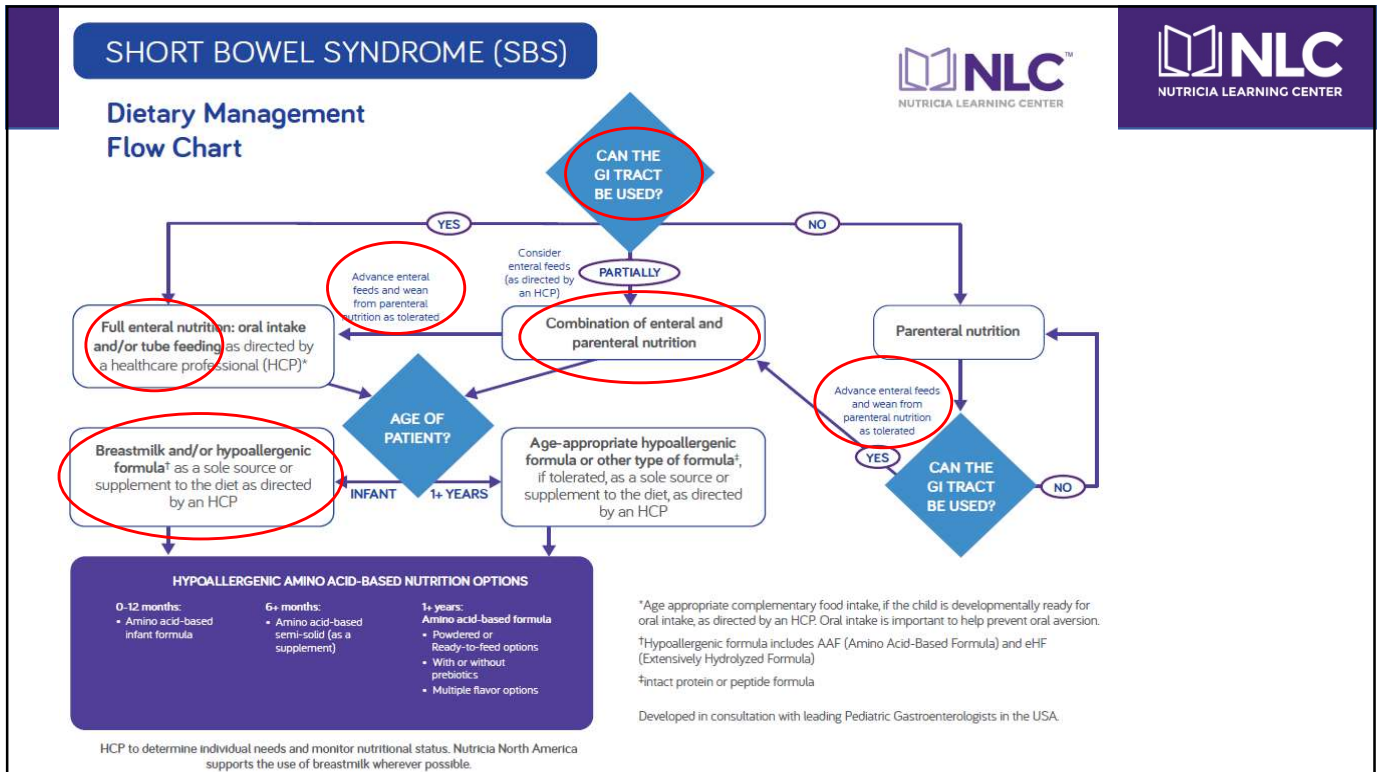 SHORT BOWEL SYNDROME (SBS)
NLC™
NUTRICIA LEARNING CENTER
NLC
NUTRICIA LEARNING CENTER
Dietary Management
Flow Chart
CAN THE
GI TRACT
BE USED?
YES
NO
PARTIALLY
Consider
enteral feeds
(as directed by
an HCP)
Advance enteral
feeds and wean
from parenteral
nutrition as tolerated
Full enteral nutrition: oral intake
and/or tube feeding as directed by
a healthcare professional (HCP)*
Combination of enteral and
parenteral nutrition
Parenteral nutrition
Advance enteral feeds
and wean from
parenteral nutrition
as tolerated
YES
CAN THE
GI TRACT
BE USED?
NO
AGE OF
PATIENT?
INFANT
1+ YEARS
Breastmilk and/or hypoallergenic
formula† as a sole source or
supplement to the diet as directed
by an HCP
Age-appropriate hypoallergenic
formula or other type of formula‡,
if tolerated, as a sole source or
supplement to the diet, as directed
by an HCP
HYPOALLERGENIC AMINO ACID-BASED NUTRITION OPTIONS
0-12 months:
• Amino acid-based
infant formula
6+ months:
• Amino acid-based
semi-solid (as a
supplement)
1+ years:
Amino acid-based formula
• Powdered or
Ready-to-feed options
• With or without
prebiotics
• Multiple flavor options
*Age appropriate complementary food intake, if the child is developmentally ready for
oral intake, as directed by an HCP. Oral intake is important to help prevent oral aversion.
†Hypoallergenic formula includes AAF (Amino Acid-Based Formula) and eHF
(Extensively Hydrolyzed Formula)
‡intact protein or peptide formula
Developed in consultation with leading Pediatric Gastroenterologists in the USA.
HCP to determine individual needs and monitor nutritional status. Nutricia North America
supports the use of breastmilk wherever possible.